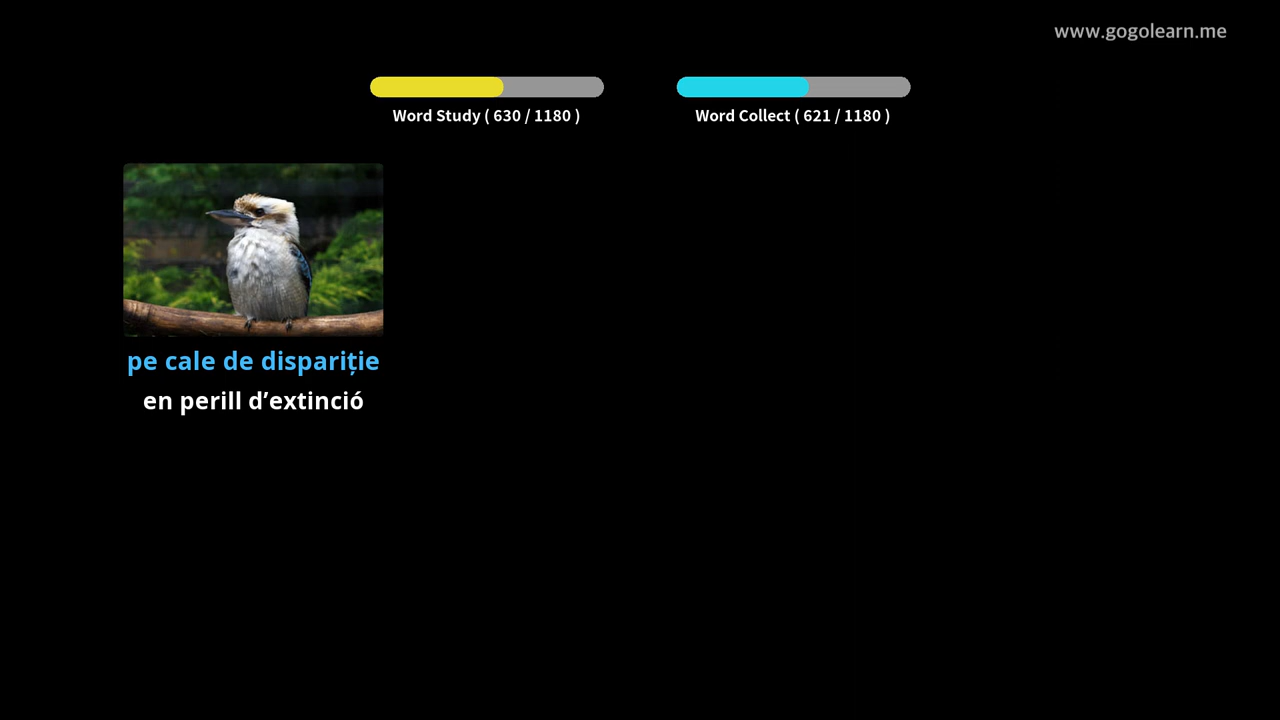 www.gogolearn.me
Word Study ( 630 / 1180 )
Word Collect ( 621 / 1180 )
pe cale de dispariție
en perill d’extinció